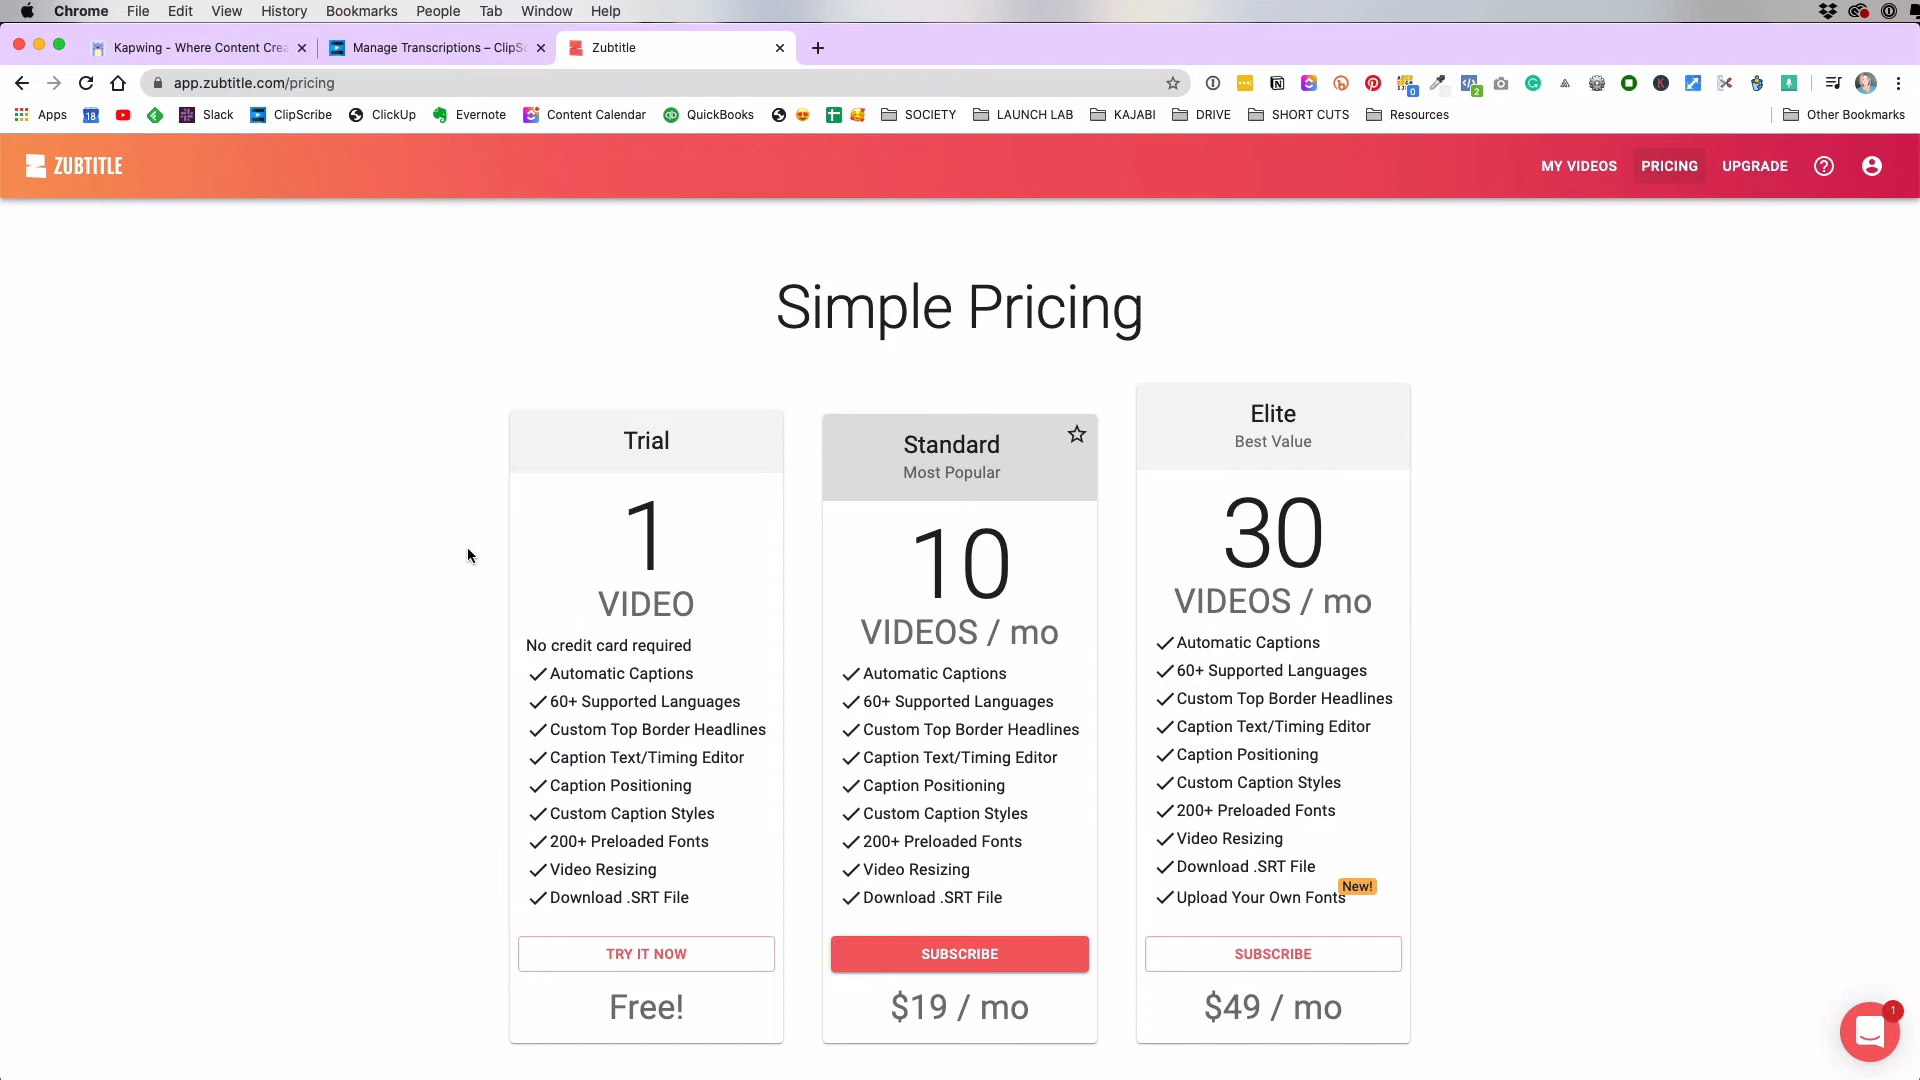 Chrome File Edit View History Bookmarks People Tab Window Help
Kapwing - Where Content Crea
Manage Transcriptions – ClipSc
Zubtitle
app.zubtitle.com/pricing
Apps
18
Slack
ClipScribe
ClickUp
Evernote
Content Calendar
QuickBooks
SOCIETY
LAUNCH LAB
KAJABI
DRIVE
SHORT CUTS
Resources
Other Bookmarks
ZUBTITLE
MY VIDEOS
PRICING
UPGRADE
Simple Pricing
Trial
1
VIDEO
No credit card required
Automatic Captions
60+ Supported Languages
Custom Top Border Headlines
Caption Text/Timing Editor
Caption Positioning
Custom Caption Styles
200+ Preloaded Fonts
Video Resizing
Download .SRT File
TRY IT NOW
Free!
Standard
Most Popular
10
VIDEOS / mo
Automatic Captions
60+ Supported Languages
Custom Top Border Headlines
Caption Text/Timing Editor
Caption Positioning
Custom Caption Styles
200+ Preloaded Fonts
Video Resizing
Download .SRT File
SUBSCRIBE
$19 / mo
Elite
Best Value
30
VIDEOS / mo
Automatic Captions
60+ Supported Languages
Custom Top Border Headlines
Caption Text/Timing Editor
Caption Positioning
Custom Caption Styles
200+ Preloaded Fonts
Video Resizing
Download .SRT File
Upload Your Own Fonts
New!
SUBSCRIBE
$49 / mo
1